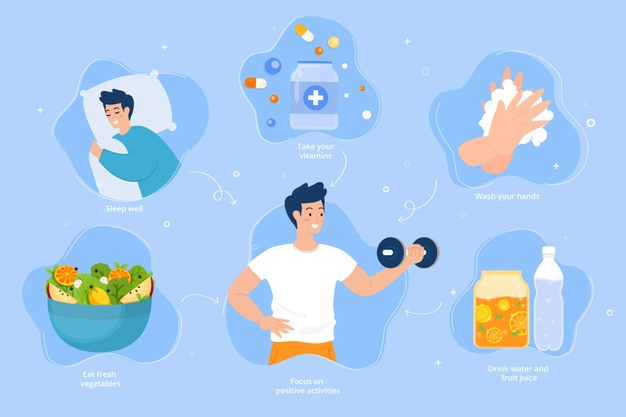 Take your
vitamins
Sleep well
Wash your hands
Eat fresh
vegetables
Focus on
positive activities
Drink water and
fruit juice